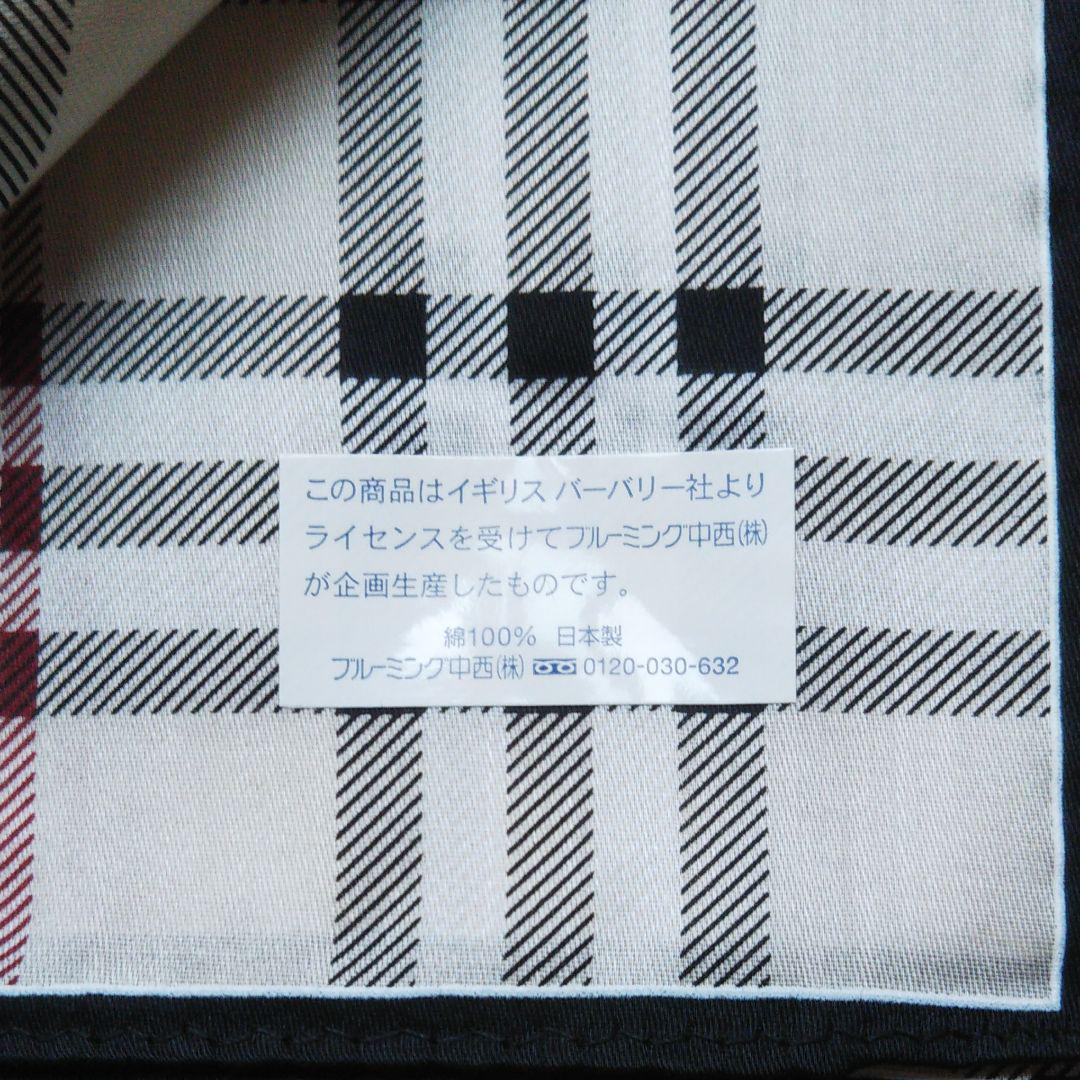 この商品はイギリス バーバリー社より
ライセンスを受けてブルーミング中西(株)
が企画生産したものです。
綿100% 日本製
ブルーミング中西(株) 0120-030-632